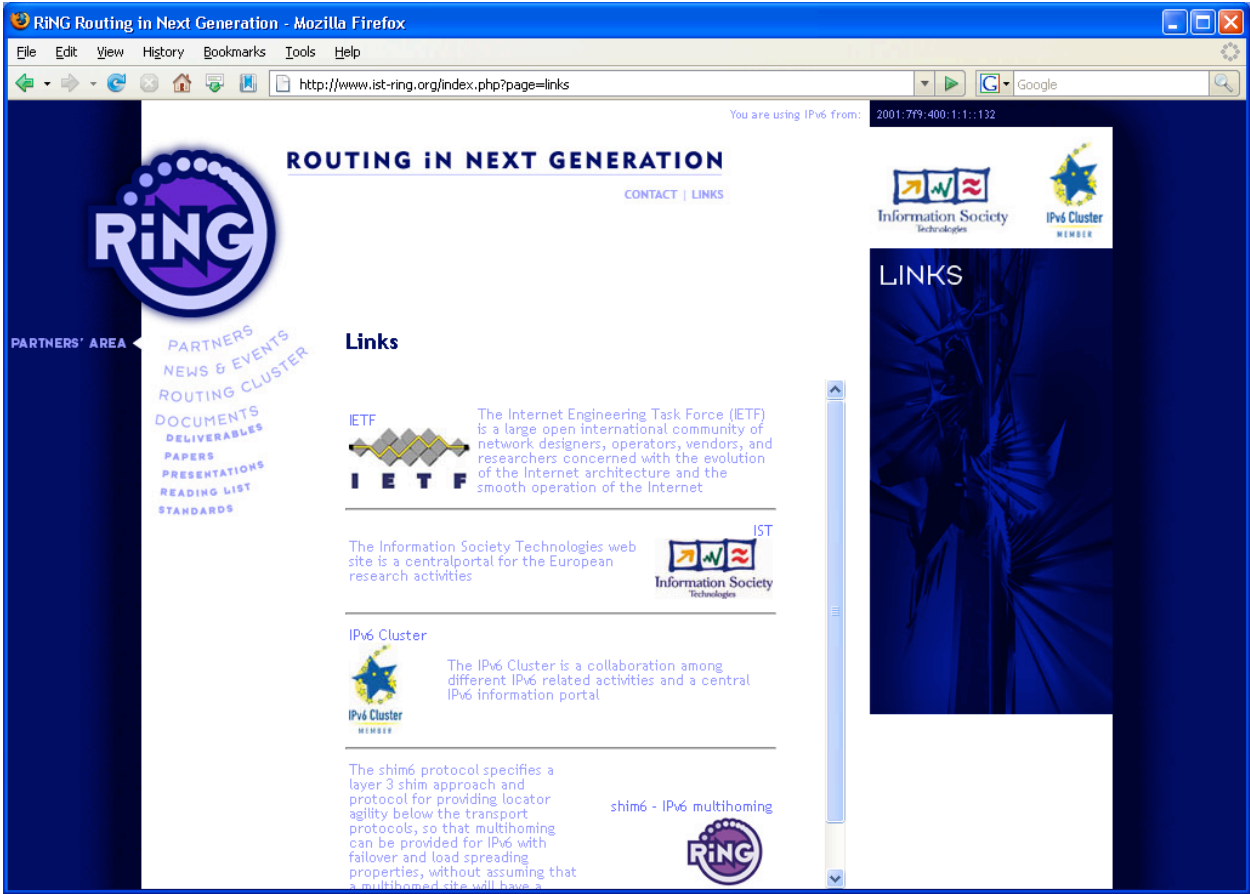 RiNG Routing in Next Generation - Mozilla Firefox
File Edit View History Bookmarks Tools Help
http://www.ist-ring.org/index.php?page=links
G Google
You are using IPv6 from: 2001:7f9:400:1:1::132
ROUTING iN NEXT GENERATION
CONTACT | LINKS
RiNG
Information Society
Technologies
IPv6 Cluster
MEMBER
LINKS
PARTNERS' AREA
PARTNERS
NEWS & EVENTS
ROUTING CLUSTER
DOCUMENTS
DELIVERABLES
PAPERS
PRESENTATIONS
READING LIST
STANDARDS
Links
IETF
I E T F
The Internet Engineering Task Force (IETF)
is a large open international community of
network designers, operators, vendors, and
researchers concerned with the evolution
of the Internet architecture and the
smooth operation of the Internet
IST
The Information Society Technologies web
site is a centralportal for the European
research activities
Information Society
Technologies
IPv6 Cluster
IPv6 Cluster
MEMBER
The IPv6 Cluster is a collaboration among
different IPv6 related activities and a central
IPv6 information portal
The shim6 protocol specifies a
layer 3 shim approach and
protocol for providing locator
agility below the transport
protocols, so that multihoming
can be provided for IPv6 with
failover and load spreading
properties, without assuming that
a multihomed site will have a
shim6 - IPv6 multihoming
RiNG